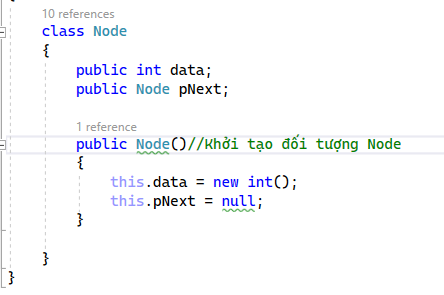 10 references
class Node
{
public int data;
public Node pNext;
1 reference
public Node()//Khởi tạo đối tượng Node
{
this.data = new int();
this.pNext = null;
}
}
}